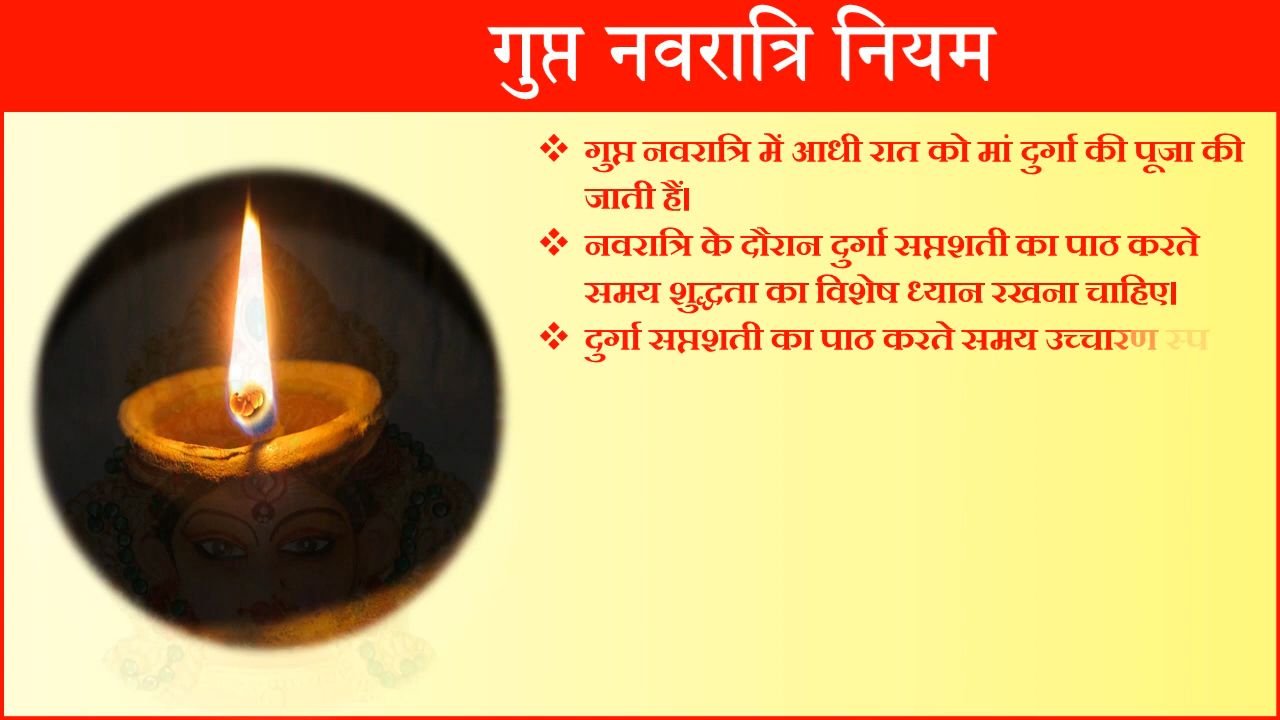 गुप्त नवरात्रि नियम
❖ गुप्त नवरात्रि में आधी रात को मां दुर्गा की पूजा की
जाती हैं।
❖ नवरात्रि के दौरान दुर्गा सप्तशती का पाठ करते
समय शुद्धता का विशेष ध्यान रखना चाहिए।
❖ दुर्गा सप्तशती का पाठ करते समय उच्चारण स्प